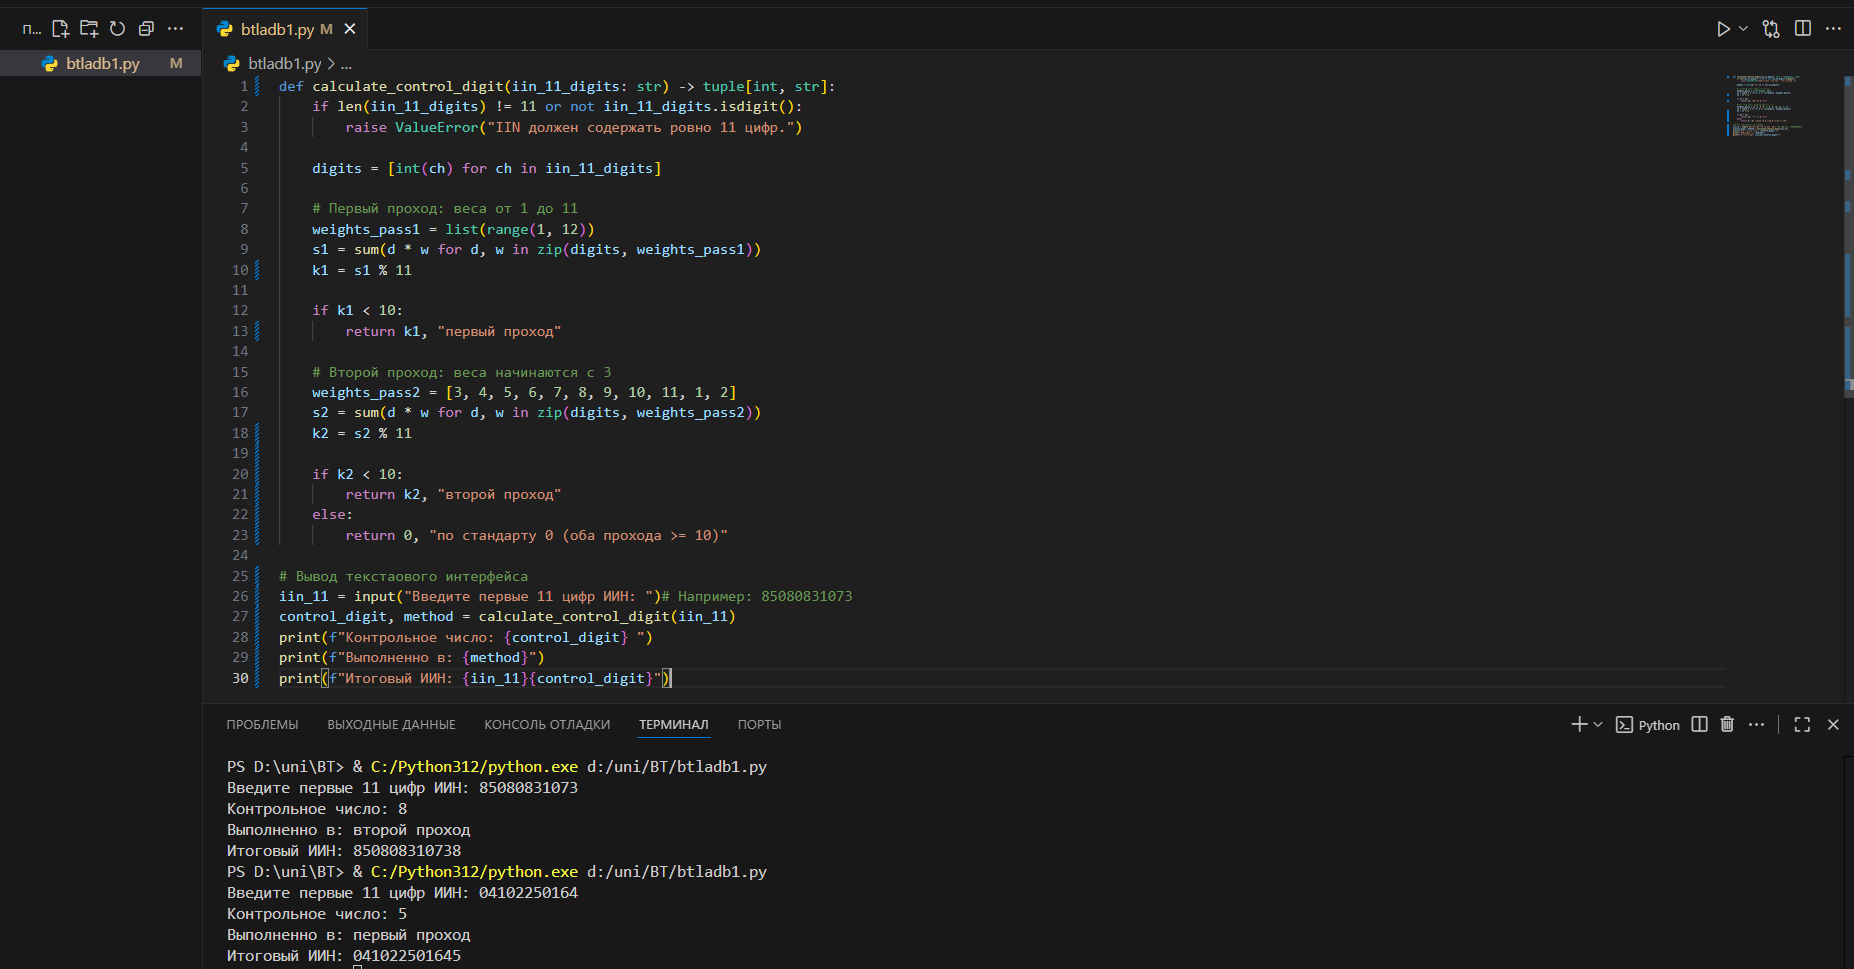 п...
btladb1.py M
btladb1.py M
btladb1.py > ...
1 def calculate_control_digit(iin_11_digits: str) -> tuple[int, str]:
2 if len(iin_11_digits) != 11 or not iin_11_digits.isdigit():
3 raise ValueError("IIN должен содержать ровно 11 цифр.")
4
5 digits = [int(ch) for ch in iin_11_digits]
6
7 # Первый проход: веса от 1 до 11
8 weights_pass1 = list(range(1, 12))
9 s1 = sum(d * w for d, w in zip(digits, weights_pass1))
10 k1 = s1 % 11
11
12 if k1 < 10:
13 return k1, "первый проход"
14
15 # Второй проход: веса начинаются с 3
16 weights_pass2 = [3, 4, 5, 6, 7, 8, 9, 10, 11, 1, 2]
17 s2 = sum(d * w for d, w in zip(digits, weights_pass2))
18 k2 = s2 % 11
19
20 if k2 < 10:
21 return k2, "второй проход"
22 else:
23 return 0, "по стандарту 0 (оба прохода >= 10)"
24
25 # Вывод текстаового интерфейса
26 iin_11 = input("Введите первые 11 цифр ИИН: ")# Например: 85080831073
27 control_digit, method = calculate_control_digit(iin_11)
28 print(f"Контрольное число: {control_digit} ")
29 print(f"Выполненно в: {method}")
30 print(f"Итоговый ИИН: {iin_11}{control_digit}")
ПРОБЛЕМЫ ВЫХОДНЫЕ ДАННЫЕ КОНСОЛЬ ОТЛАДКИ ТЕРМИНАЛ ПОРТЫ Python
PS D:\uni\BT> & C:/Python312/python.exe d:/uni/BT/btladb1.py
Введите первые 11 цифр ИИН: 85080831073
Контрольное число: 8
Выполненно в: второй проход
Итоговый ИИН: 850808310738
PS D:\uni\BT> & C:/Python312/python.exe d:/uni/BT/btladb1.py
Введите первые 11 цифр ИИН: 04102250164
Контрольное число: 5
Выполненно в: первый проход
Итоговый ИИН: 041022501645